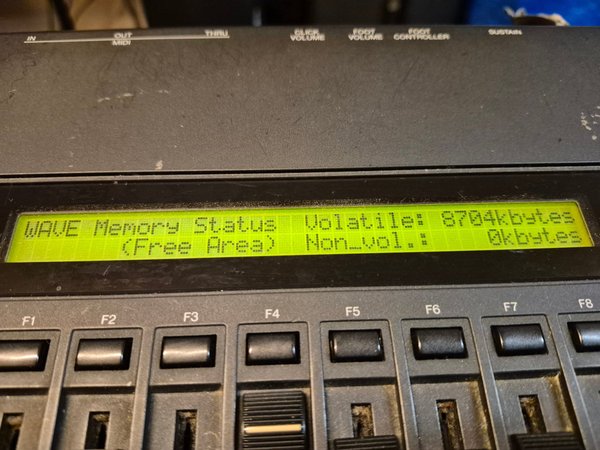 IN OUT THRU CLICK VOLUME FOOT VOLUME FOOT CONTROLLER SUSTAIN
MIDI
WAVE Memory Status Volatile: 8704kbytes
(Free Area) Non_vol.: 0kbytes
F1 F2 F3 F4 F5 F6 F7 F8